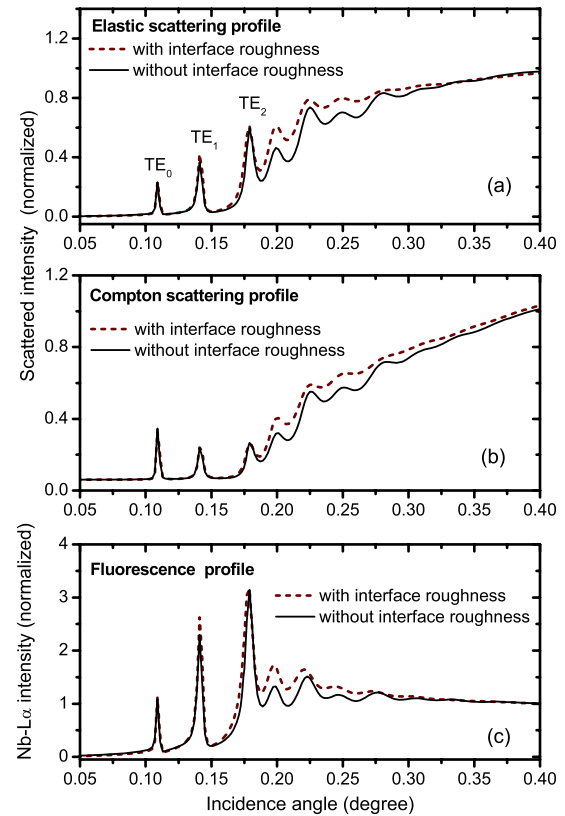 Elastic scattering profile
with interface roughness
without interface roughness
TE0
TE1
TE2
(a)
1.2
0.8
0.4
0.0
0.05 0.10 0.15 0.20 0.25 0.30 0.35 0.40
Scattered intensity (normalized)
Compton scattering profile
with interface roughness
without interface roughness
(b)
1.2
0.8
0.4
0.0
0.05 0.10 0.15 0.20 0.25 0.30 0.35 0.40
Nb-Lα intensity (normalized)
Fluorescence profile
with interface roughness
without interface roughness
(c)
4
3
2
1
0
0.05 0.10 0.15 0.20 0.25 0.30 0.35 0.40
Incidence angle (degree)